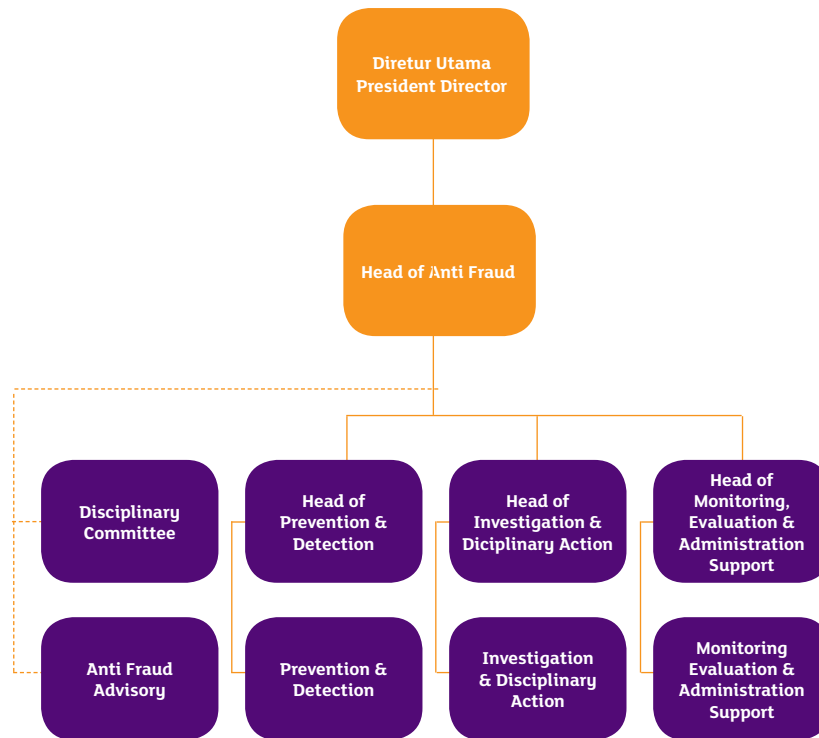 Diretur Utama
President Director
Head of Anti Fraud
Disciplinary
Committee
Head of
Prevention &
Detection
Head of
Investigation &
Diciplinary Action
Head of
Monitoring,
Evaluation &
Administration
Support
Anti Fraud
Advisory
Prevention &
Detection
Investigation
& Disciplinary
Action
Monitoring
Evaluation &
Administration
Support